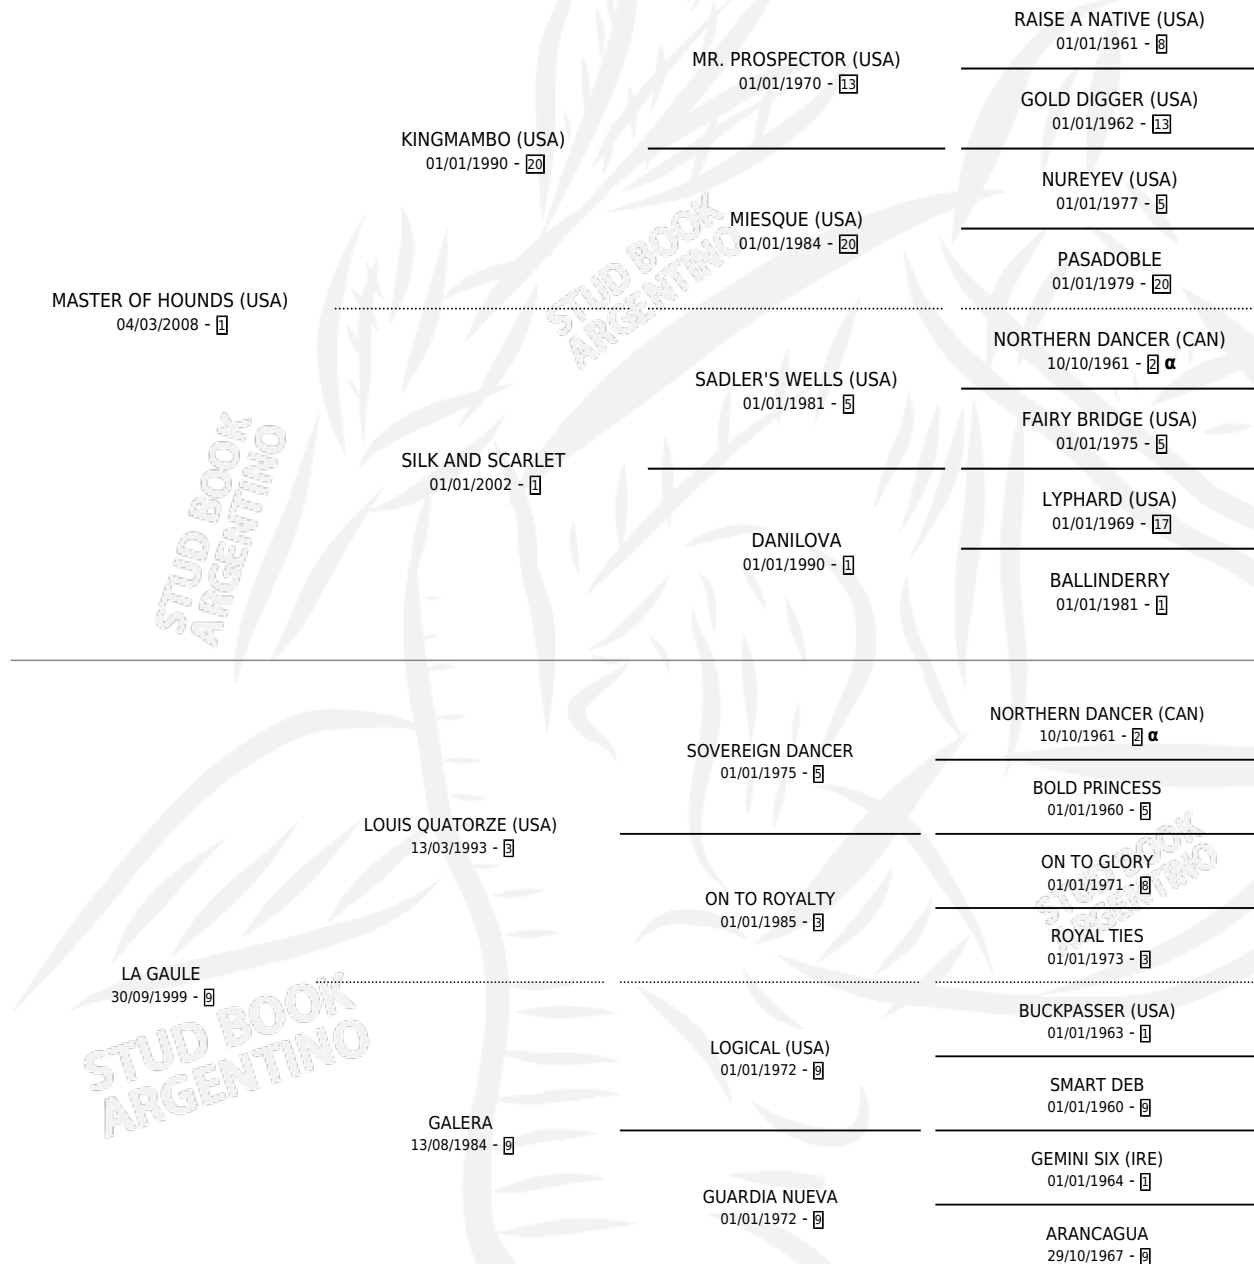 RAISE A NATIVE (USA)
01/01/1961 - 8
MR. PROSPECTOR (USA)
01/01/1970 - 13
GOLD DIGGER (USA)
01/01/1962 - 13
KINGMAMBO (USA)
01/01/1990 - 20
NUREYEV (USA)
01/01/1977 - 5
MIESQUE (USA)
01/01/1984 - 20
PASADOBLE
01/01/1979 - 20
MASTER OF HOUNDS (USA)
04/03/2008 - 1
NORTHERN DANCER (CAN)
10/10/1961 - 2 α
SADLER'S WELLS (USA)
01/01/1981 - 5
FAIRY BRIDGE (USA)
01/01/1975 - 5
SILK AND SCARLET
01/01/2002 - 1
LYPHARD (USA)
01/01/1969 - 17
DANILOVA
01/01/1990 - 1
BALLINDERRY
01/01/1981 - 1
NORTHERN DANCER (CAN)
10/10/1961 - 2 α
SOVEREIGN DANCER
01/01/1975 - 5
BOLD PRINCESS
01/01/1960 - 5
LOUIS QUATORZE (USA)
13/03/1993 - 3
ON TO GLORY
01/01/1971 - 8
ON TO ROYALTY
01/01/1985 - 3
ROYAL TIES
01/01/1973 - 3
LA GAULE
30/09/1999 - 9
BUCKPASSER (USA)
01/01/1963 - 1
LOGICAL (USA)
01/01/1972 - 9
SMART DEB
01/01/1960 - 9
GALERA
13/08/1984 - 9
GEMINI SIX (IRE)
01/01/1964 - 1
GUARDIA NUEVA
01/01/1972 - 9
ARANCAGUA
29/10/1967 - 9
STUD BOOK
ARGENTINO
STUD BOOK
ARGENTINO
STUD BOOK
ARGENTINO
STUD BOOK
ARGENTINO